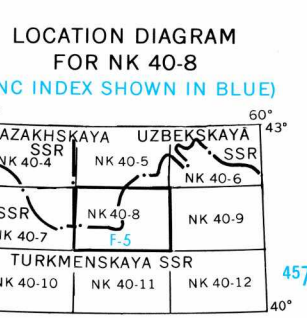 LOCATION DIAGRAM
FOR NK 40-8
NC INDEX SHOWN IN BLUE)
60°
43°
AZAKHSKAYA SSR
UZBEKSKAYA SSR
NK 40-4
NK 40-5
NK 40-6
SSR
NK 40-7
NK 40-8
F-5
NK 40-9
TURKMENSKAYA SSR
NK 40-10
NK 40-11
NK 40-12
457
40°